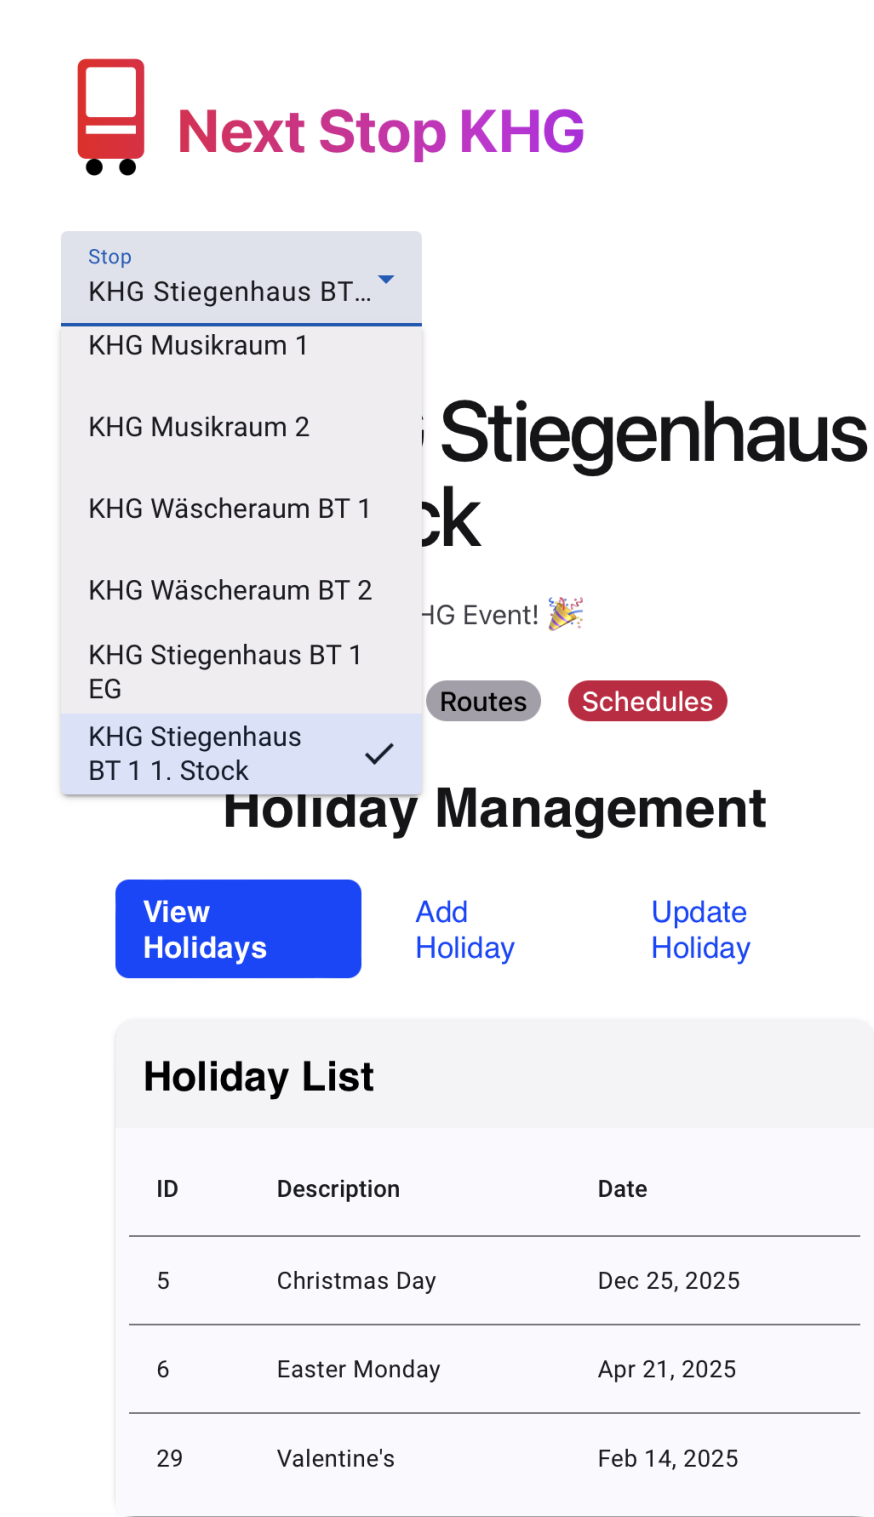 Next Stop KHG
Stop
KHG Stiegenhaus BT...
KHG Musikraum 1
KHG Musikraum 2
KHG Wäscheraum BT 1
KHG Wäscheraum BT 2
KHG Stiegenhaus BT 1
EG
KHG Stiegenhaus
BT 1 1. Stock
Stiegenhaus
ck
HG Event! 🎉
Routes
Schedules
Holiday Management
View
Holidays
Add
Holiday
Update
Holiday
Holiday List
ID Description Date
5 Christmas Day Dec 25, 2025
6 Easter Monday Apr 21, 2025
29 Valentine's Feb 14, 2025